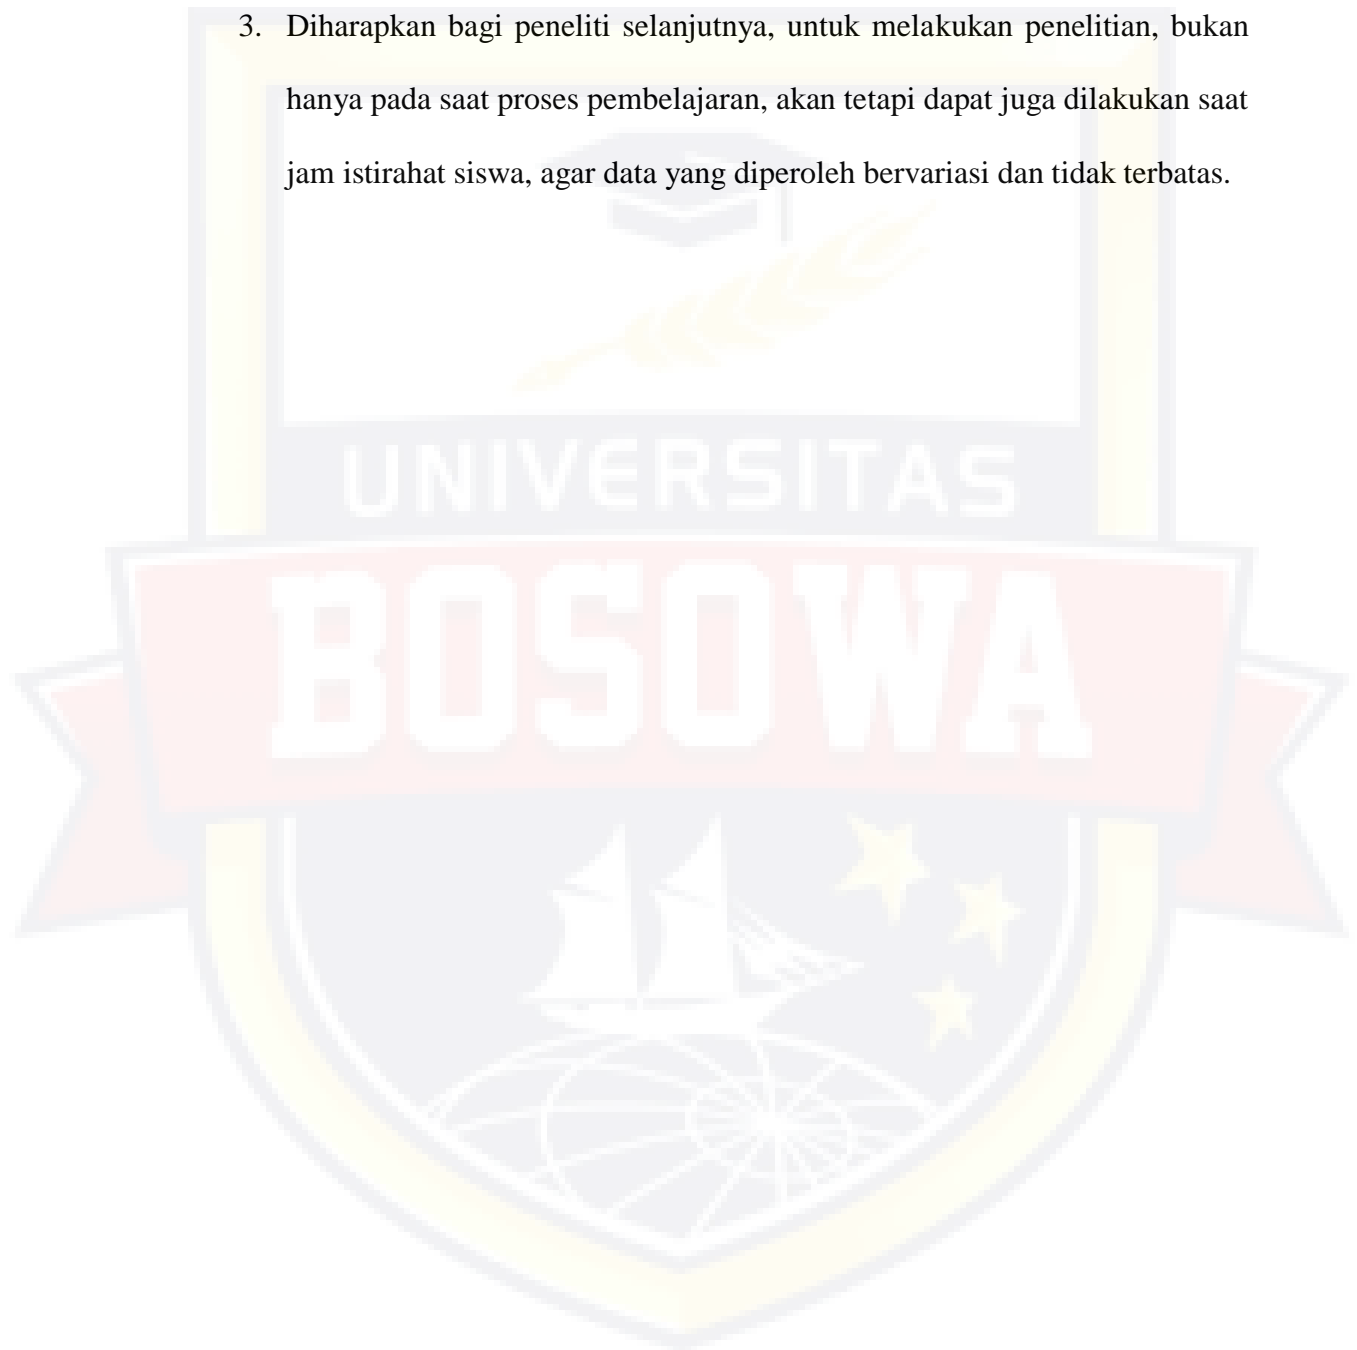 3. Diharapkan bagi peneliti selanjutnya, untuk melakukan penelitian, bukan
hanya pada saat proses pembelajaran, akan tetapi dapat juga dilakukan saat
jam istirahat siswa, agar data yang diperoleh bervariasi dan tidak terbatas.
UNIVERSITAS
BOSOWA